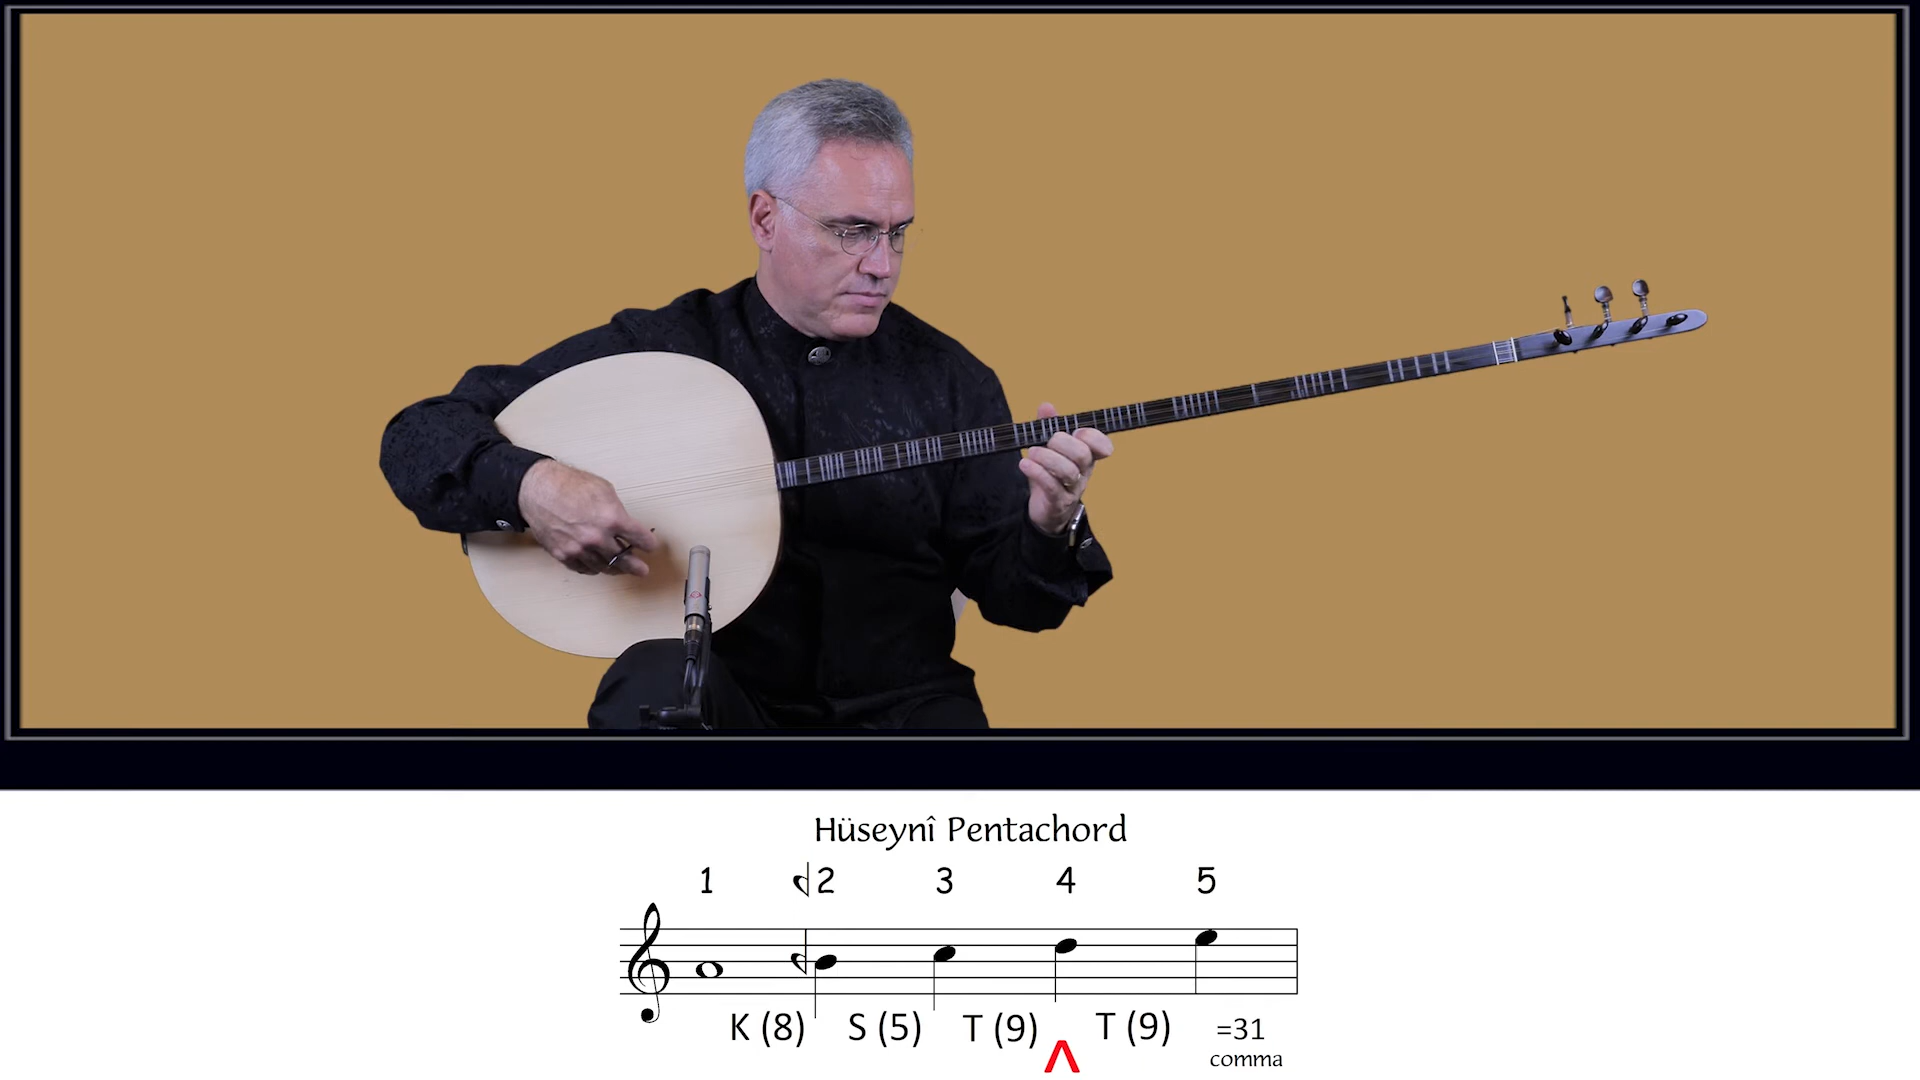 Hüseynî Pentachord
1 2 3 4 5
K (8) S (5) T (9) T (9) =31
comma